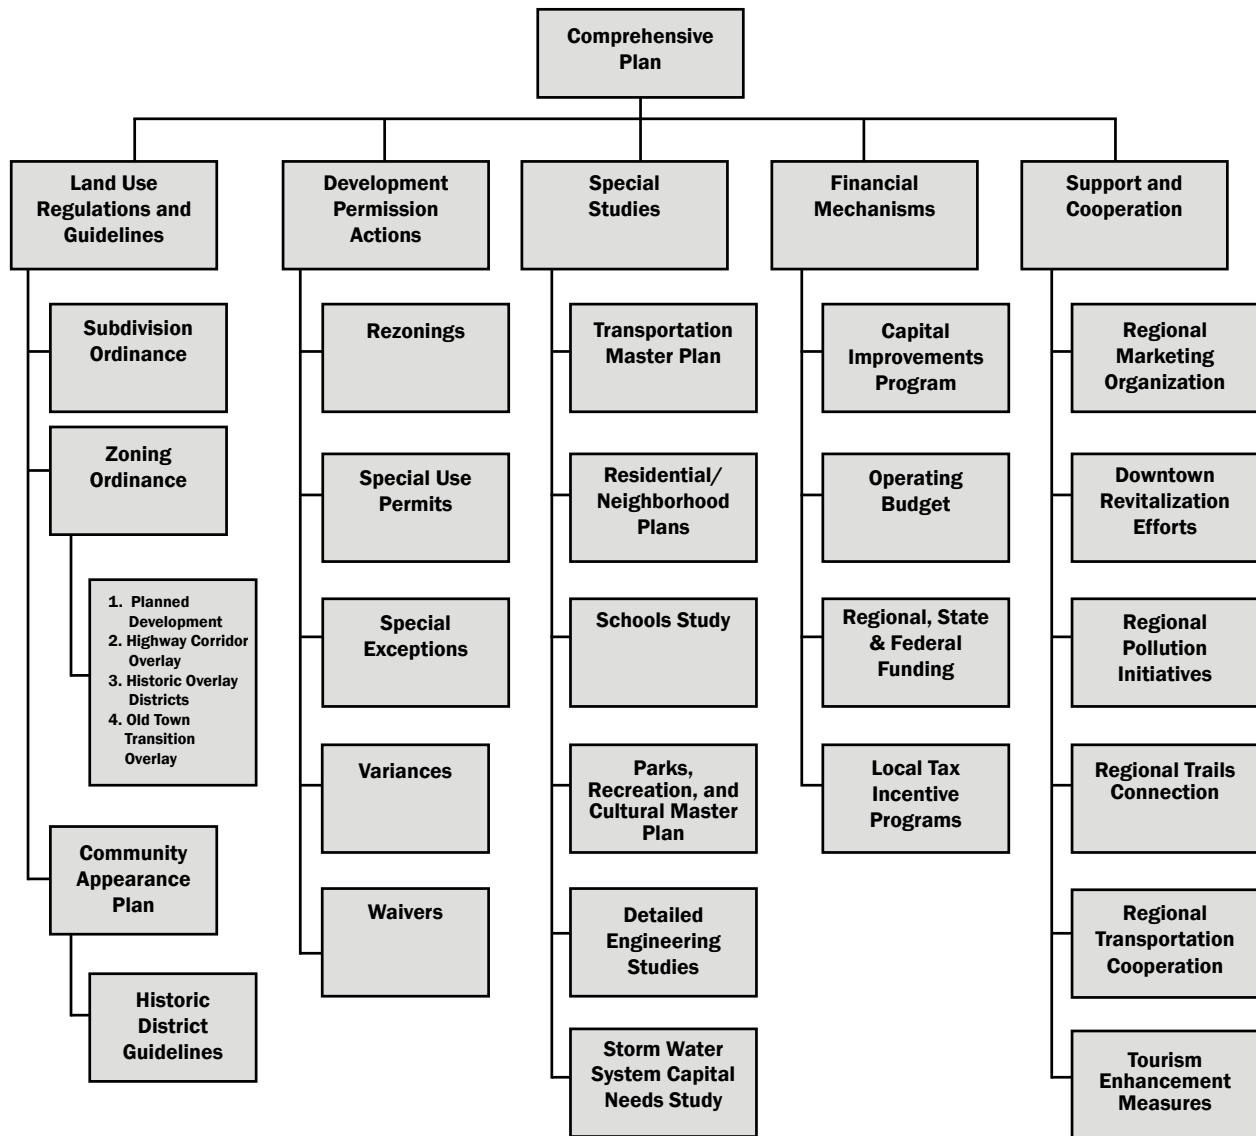 Comprehensive
Plan
Land Use
Regulations and
Guidelines
Subdivision
Ordinance
Zoning
Ordinance
1. Planned
Development
2. Highway Corridor
Overlay
3. Historic Overlay
Districts
4. Old Town
Transition
Overlay
Community
Appearance
Plan
Historic
District
Guidelines
Development
Permission
Actions
Rezonings
Special Use
Permits
Special
Exceptions
Variances
Waivers
Special
Studies
Transportation
Master Plan
Residential/
Neighborhood
Plans
Schools Study
Parks,
Recreation, and
Cultural Master
Plan
Detailed
Engineering
Studies
Storm Water
System Capital
Needs Study
Financial
Mechanisms
Capital
Improvements
Program
Operating
Budget
Regional, State
& Federal
Funding
Local Tax
Incentive
Programs
Support and
Cooperation
Regional
Marketing
Organization
Downtown
Revitalization
Efforts
Regional
Pollution
Initiatives
Regional Trails
Connection
Regional
Transportation
Cooperation
Tourism
Enhancement
Measures